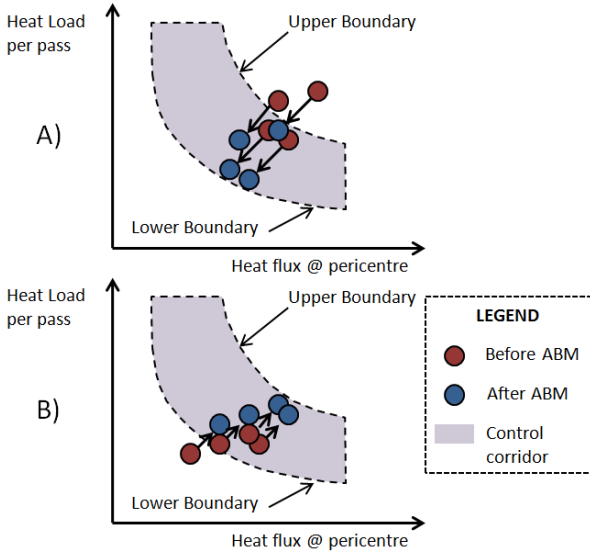 Heat Load
per pass
Upper Boundary
A)
Lower Boundary
Heat flux @ pericentre
Heat Load
per pass
Upper Boundary
B)
Lower Boundary
Heat flux @ pericentre
LEGEND
Before ABM
After ABM
Control
corridor